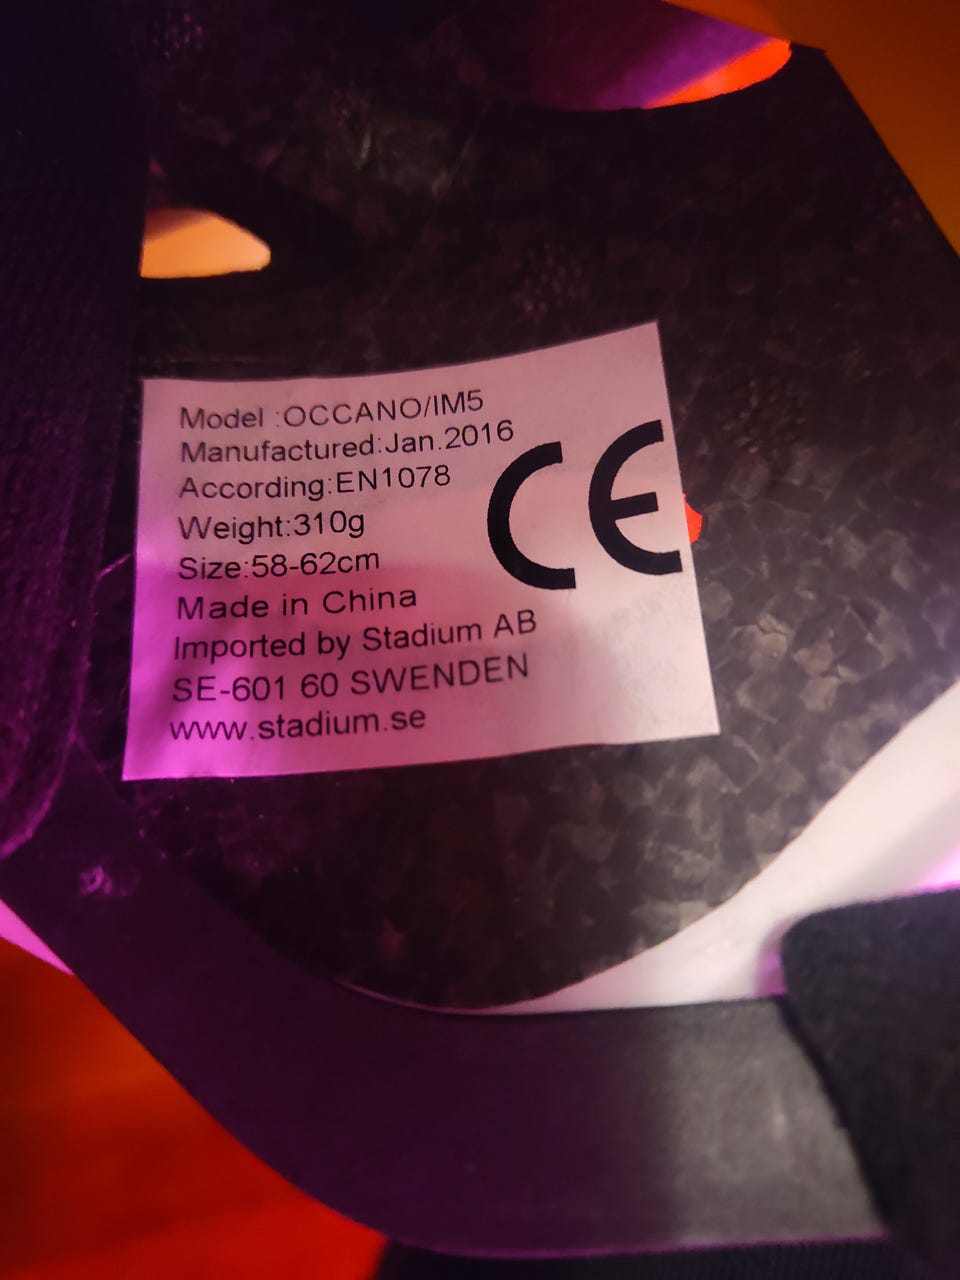 Model :OCCANO/IM5
Manufactured:Jan.2016
According:EN1078
Weight:310g
Size:58-62cm
Made in China
Imported by Stadium AB
SE-601 60 SWENDEN
www.stadium.se
CE